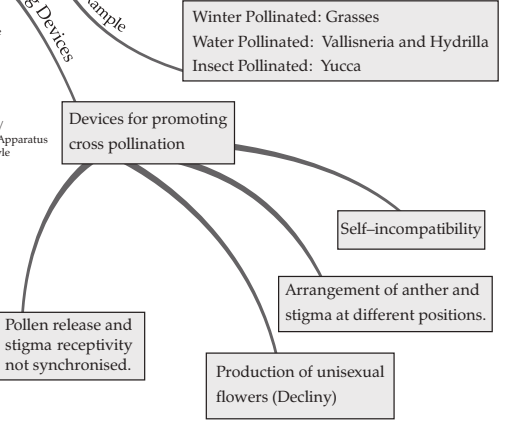 g Devices
ample
Winter Pollinated: Grasses
Water Pollinated: Vallisneria and Hydrilla
Insect Pollinated: Yucca
Devices for promoting
cross pollination
/
Apparatus
le
Self–incompatibility
Arrangement of anther and
stigma at different positions.
Pollen release and
stigma receptivity
not synchronised.
Production of unisexual
flowers (Decliny)